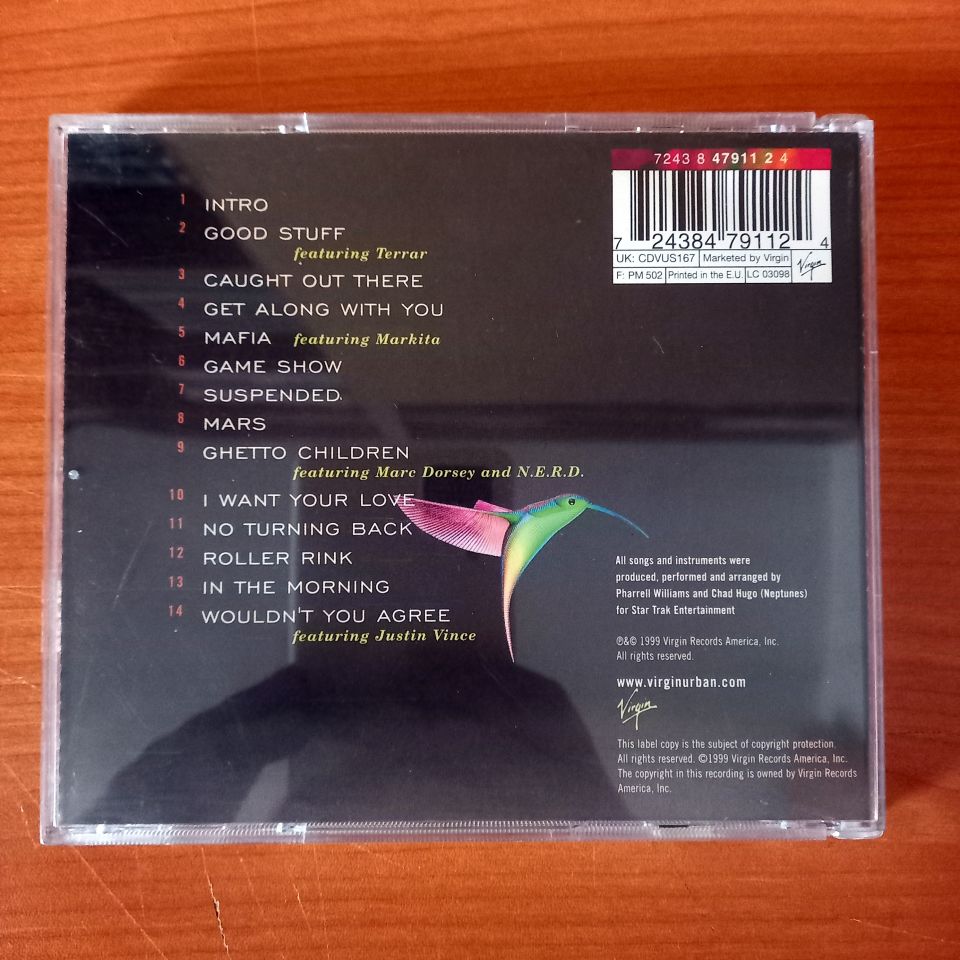 7243 8 47911 2 4
7 24384 79112 4
UK: CDVUS167 Marketed by Virgin Virgin
F: PM 502 Printed in the E.U. LC 03098
1 INTRO
2 GOOD STUFF
featuring Terrar
3 CAUGHT OUT THERE
4 GET ALONG WITH YOU
5 MAFIA featuring Markita
6 GAME SHOW
7 SUSPENDED
8 MARS
9 GHETTO CHILDREN
featuring Marc Dorsey and N.E.R.D.
10 I WANT YOUR LOVE
11 NO TURNING BACK
12 ROLLER RINK
13 IN THE MORNING
14 WOULDN'T YOU AGREE
featuring Justin Vince
All songs and instruments were
produced, performed and arranged by
Pharrell Williams and Chad Hugo (Neptunes)
for Star Trak Entertainment
℗&© 1999 Virgin Records America, Inc.
All rights reserved.
www.virginurban.com
Virgin
This label copy is the subject of copyright protection.
All rights reserved. ©1999 Virgin Records America, Inc.
The copyright in this recording is owned by Virgin Records
America, Inc.